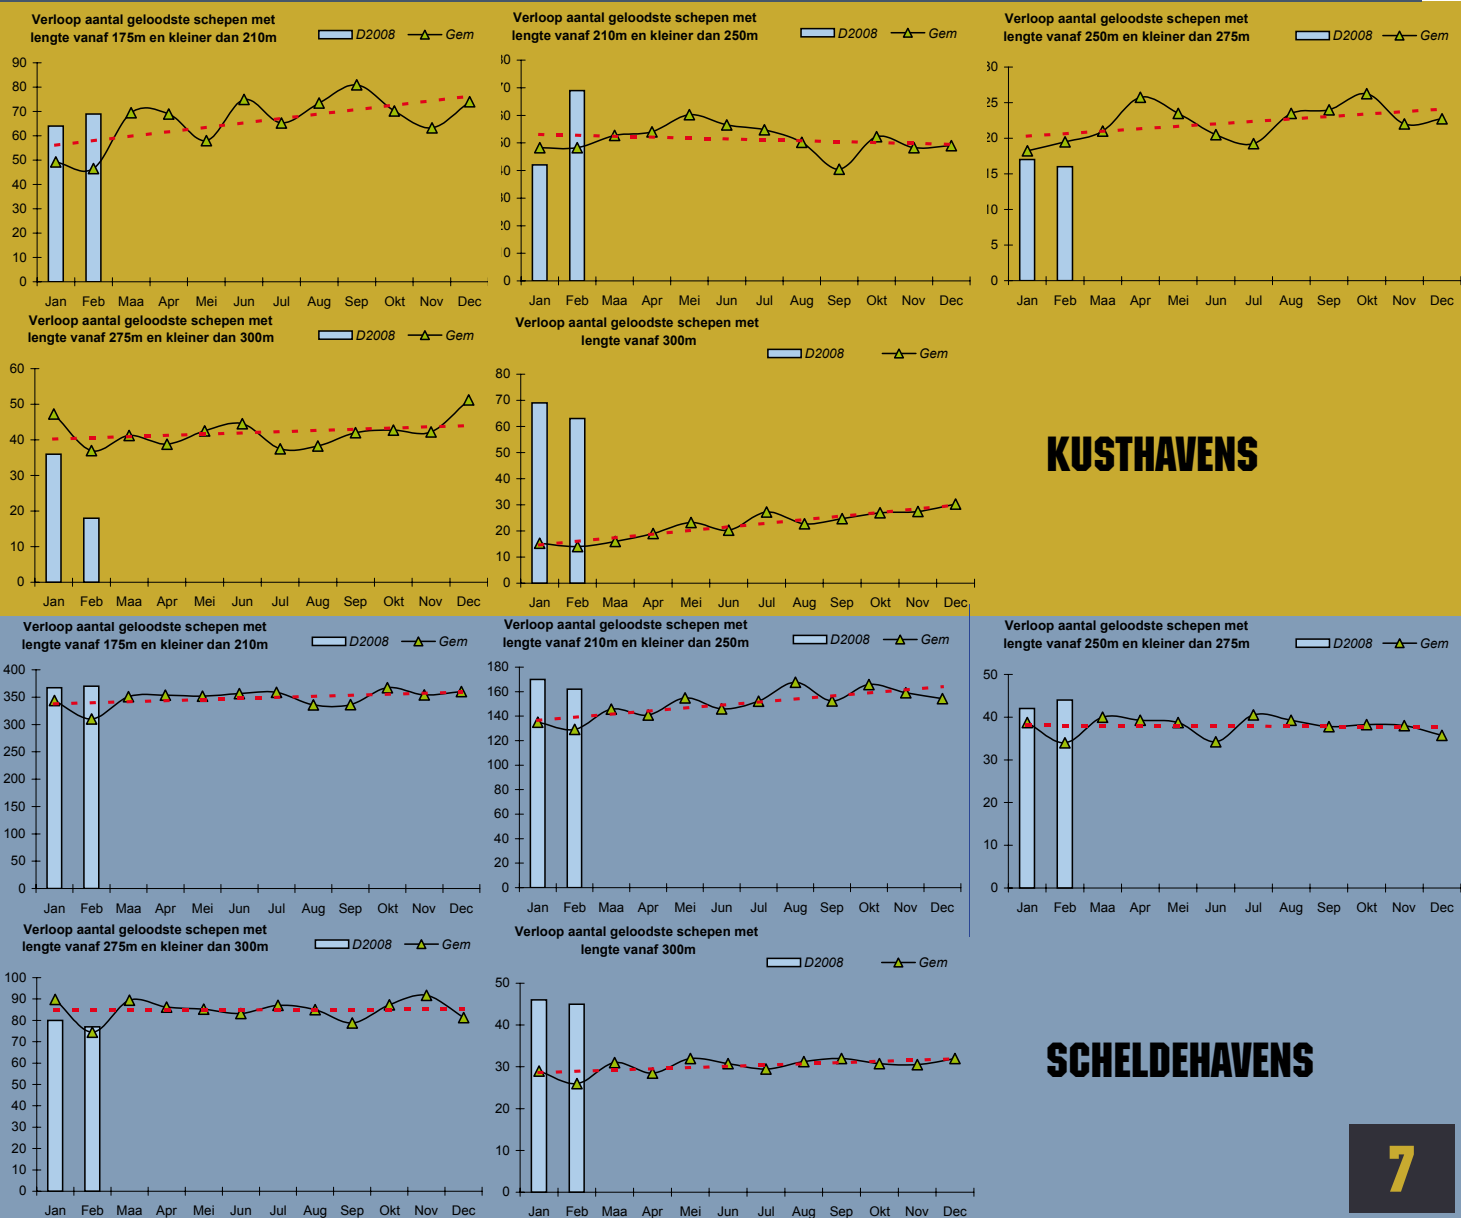 Verloop aantal geloodste schepen met
lengte vanaf 175m en kleiner dan 210m
D2008 Gem
90
80
70
60
50
40
30
20
10
0
Jan Feb Maa Apr Mei Jun Jul Aug Sep Okt Nov Dec
Verloop aantal geloodste schepen met
lengte vanaf 210m en kleiner dan 250m
D2008 Gem
80
70
60
50
40
30
20
10
0
Jan Feb Maa Apr Mei Jun Jul Aug Sep Okt Nov Dec
Verloop aantal geloodste schepen met
lengte vanaf 250m en kleiner dan 275m
D2008 Gem
30
25
20
15
10
5
0
Jan Feb Maa Apr Mei Jun Jul Aug Sep Okt Nov Dec
Verloop aantal geloodste schepen met
lengte vanaf 275m en kleiner dan 300m
D2008 Gem
60
50
40
30
20
10
0
Jan Feb Maa Apr Mei Jun Jul Aug Sep Okt Nov Dec
Verloop aantal geloodste schepen met
lengte vanaf 300m
D2008 Gem
80
70
60
50
40
30
20
10
0
Jan Feb Maa Apr Mei Jun Jul Aug Sep Okt Nov Dec
KUSTHAVENS
Verloop aantal geloodste schepen met
lengte vanaf 175m en kleiner dan 210m
D2008 Gem
400
350
300
250
200
150
100
50
0
Jan Feb Maa Apr Mei Jun Jul Aug Sep Okt Nov Dec
Verloop aantal geloodste schepen met
lengte vanaf 210m en kleiner dan 250m
D2008 Gem
180
160
140
120
100
80
60
40
20
0
Jan Feb Maa Apr Mei Jun Jul Aug Sep Okt Nov Dec
Verloop aantal geloodste schepen met
lengte vanaf 250m en kleiner dan 275m
D2008 Gem
50
40
30
20
10
0
Jan Feb Maa Apr Mei Jun Jul Aug Sep Okt Nov Dec
Verloop aantal geloodste schepen met
lengte vanaf 275m en kleiner dan 300m
D2008 Gem
100
90
80
70
60
50
40
30
20
10
0
Jan Feb Maa Apr Mei Jun Jul Aug Sep Okt Nov Dec
Verloop aantal geloodste schepen met
lengte vanaf 300m
D2008 Gem
50
40
30
20
10
0
Jan Feb Maa Apr Mei Jun Jul Aug Sep Okt Nov Dec
SCHELDEHAVENS
7